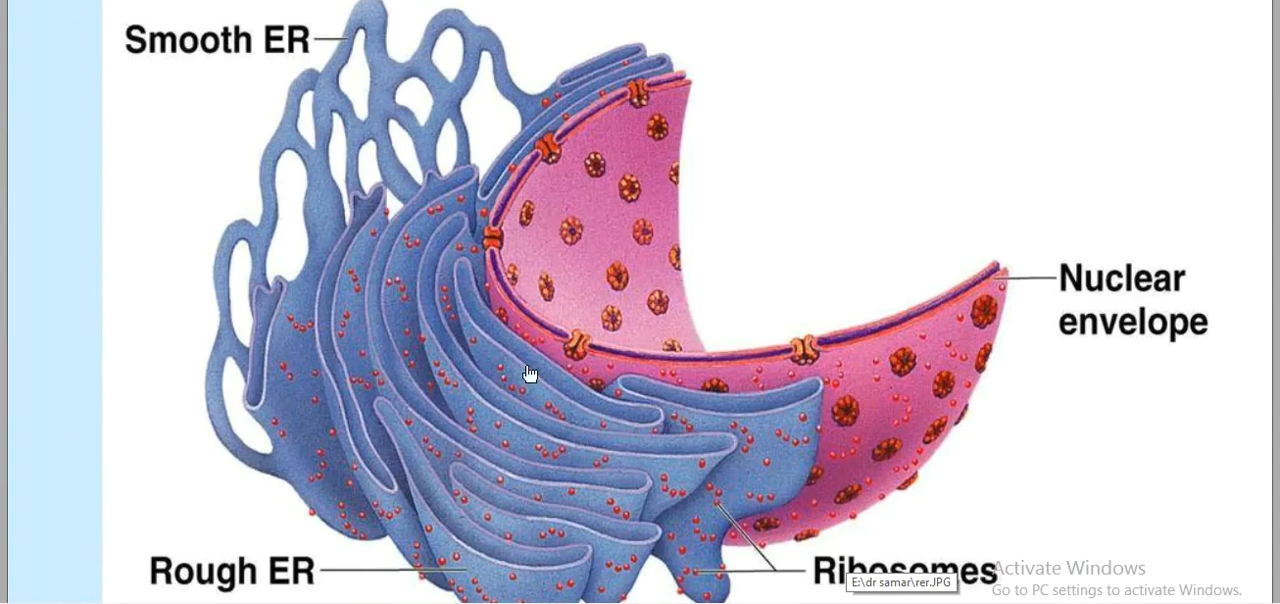 Smooth ER
Nuclear
envelope
Rough ER
Ribosomes
E:\dr samar\rer.JPG
Activate Windows
Go to PC settings to activate Windows.